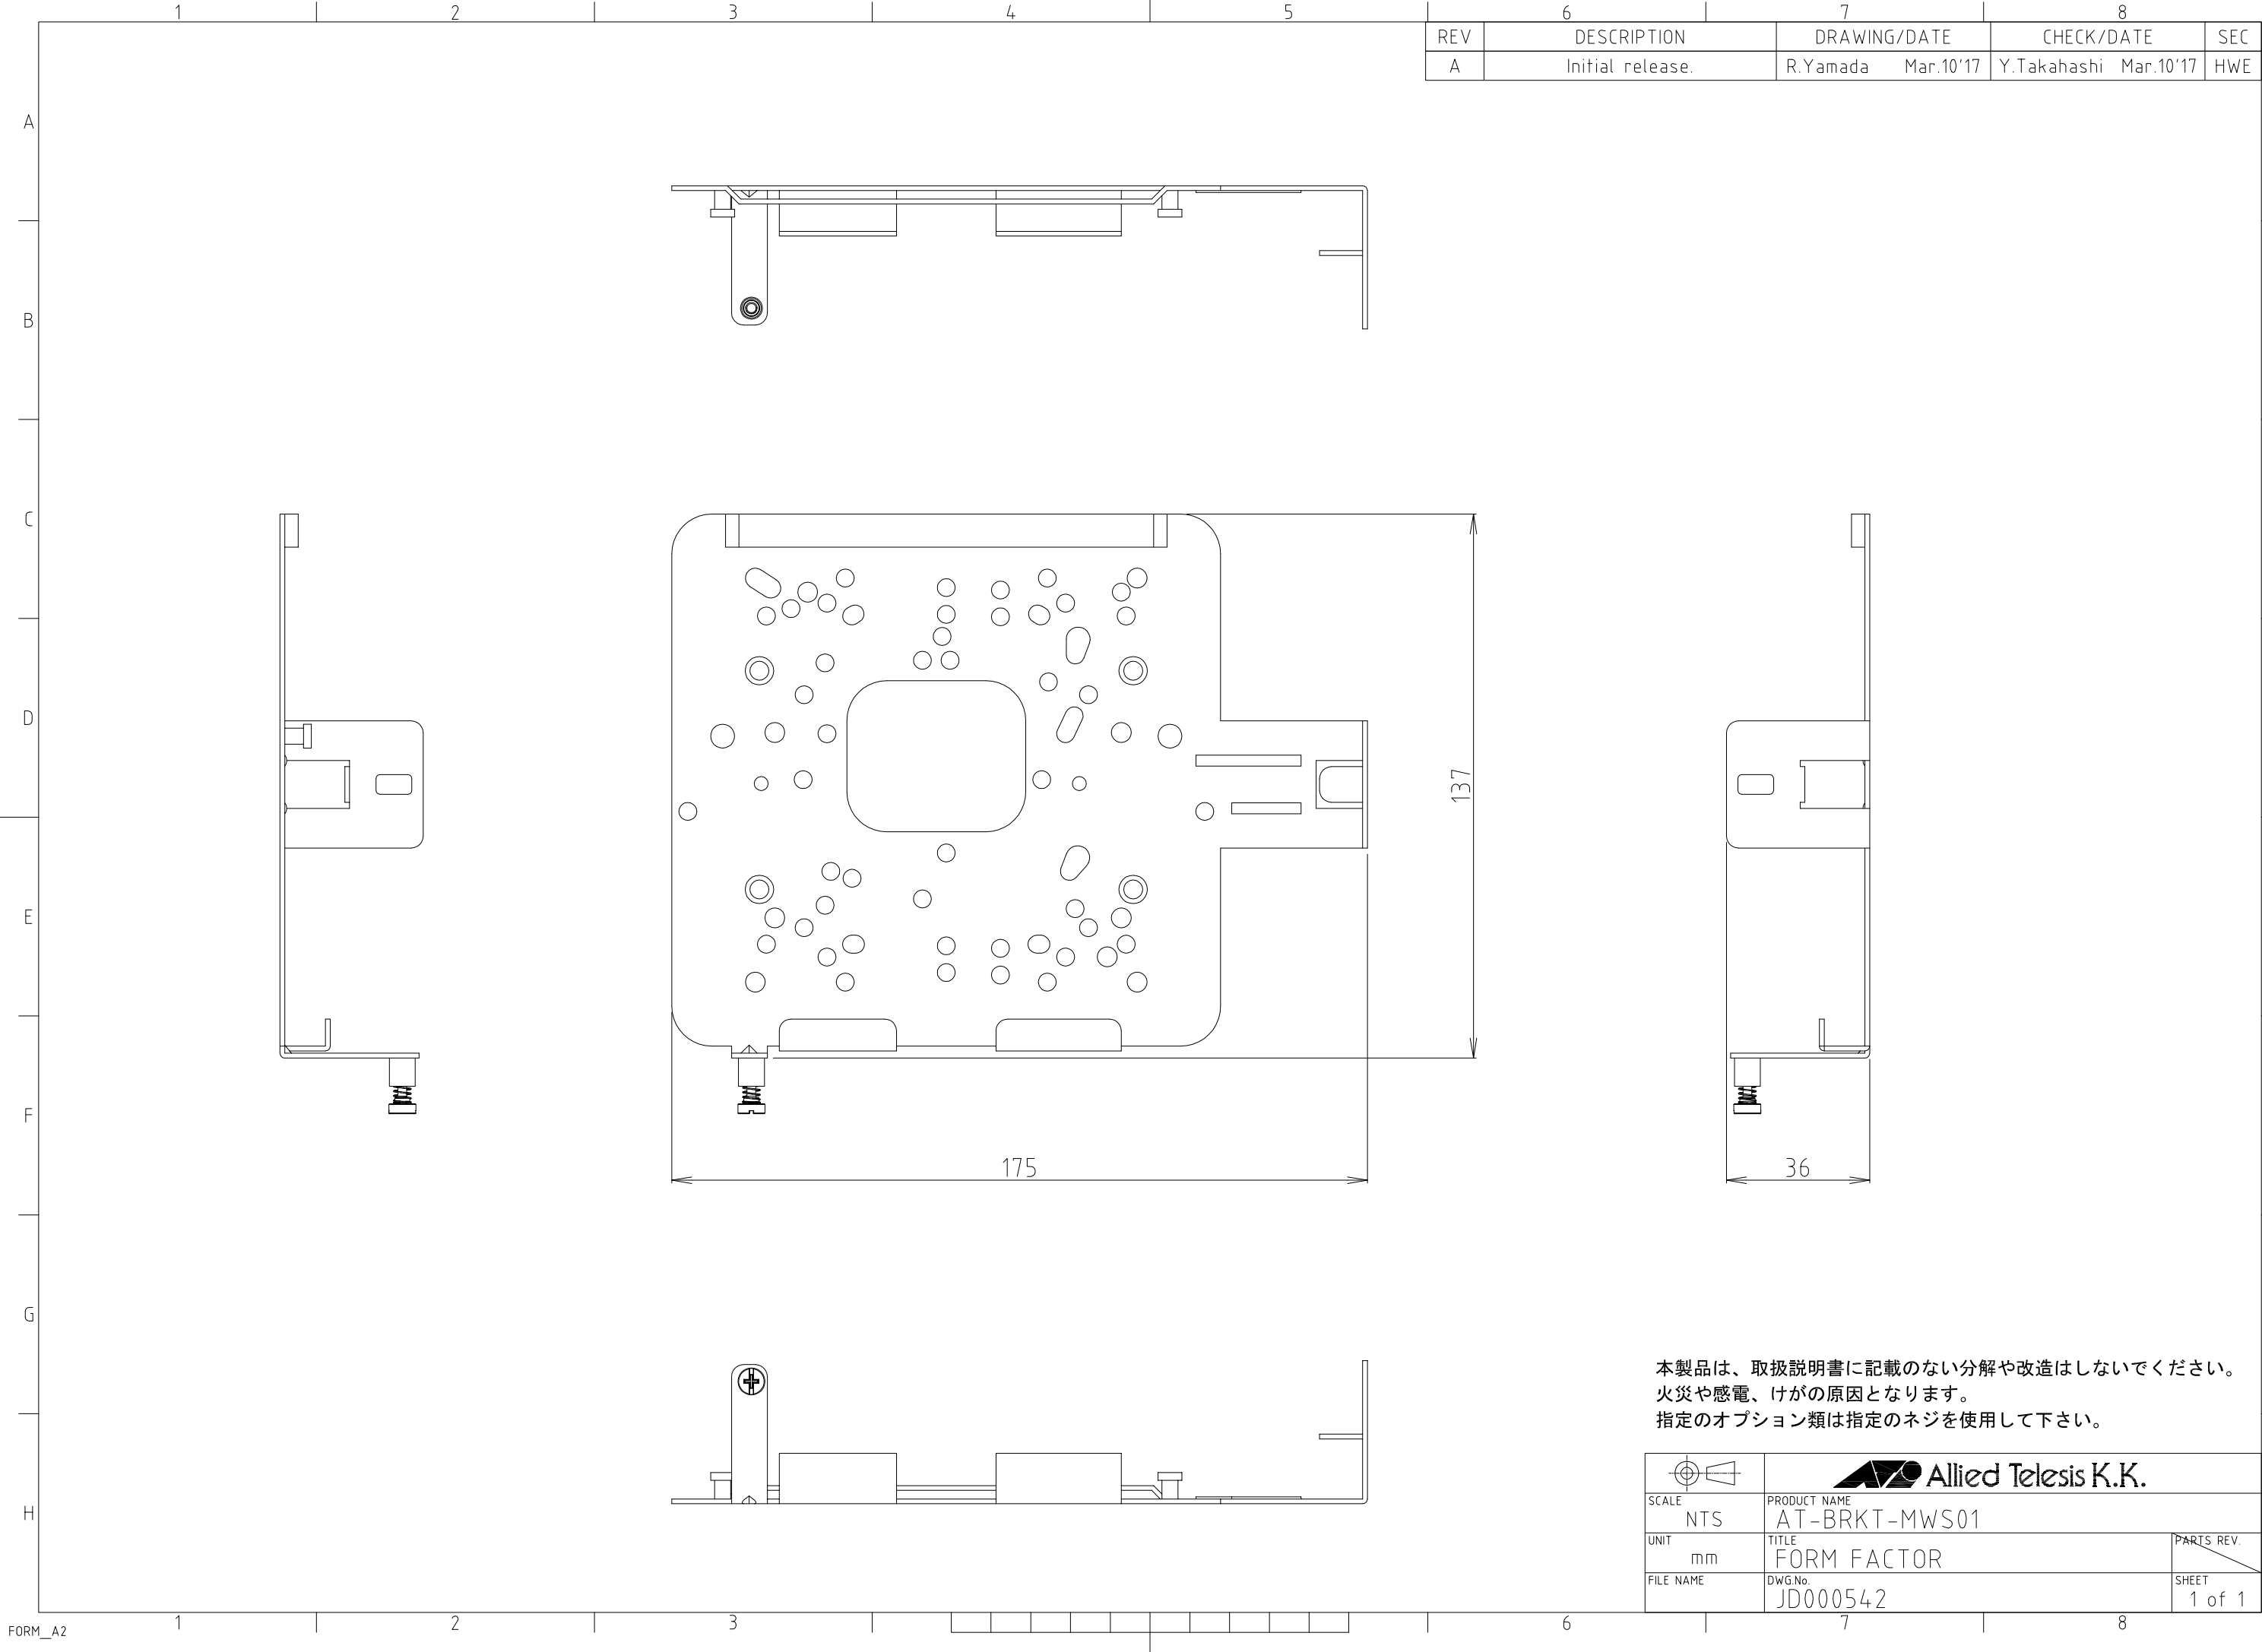 1 2 3 4 5 6 7 8
REV DESCRIPTION DRAWING/DATE CHECK/DATE SEC
A Initial release. R.Yamada Mar.10'17 Y.Takahashi Mar.10'17 HWE
A
B
C
D
E
F
G
H
137
175
36
本製品は、取扱説明書に記載のない分解や改造はしないでください。
火災や感電、けがの原因となります。
指定のオプション類は指定のネジを使用して下さい。
Allied Telesis K.K.
SCALE
NTS
PRODUCT NAME
AT-BRKT-MWS01
UNIT
mm
TITLE
FORM FACTOR
PARTS REV.
FILE NAME
DWG.No.
JD000542
SHEET
1 of 1
1 2 3 6 7 8
FORM_A2